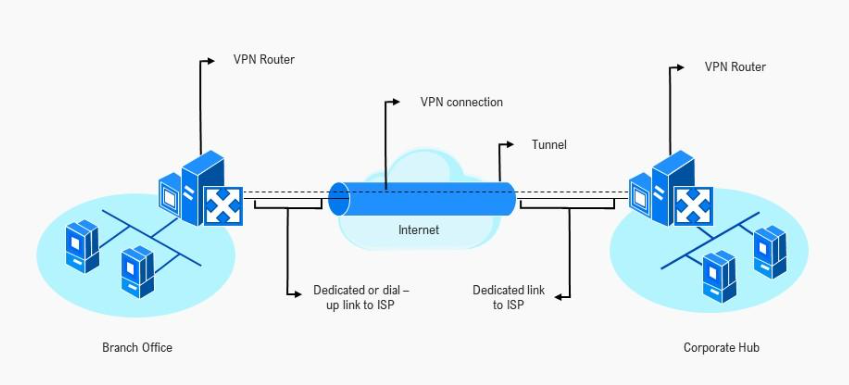 VPN Router
VPN Router
VPN connection
Tunnel
Internet
Dedicated or dial –
up link to ISP
Dedicated link
to ISP
Branch Office
Corporate Hub